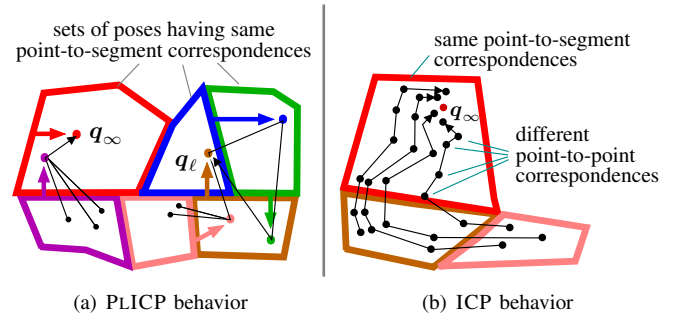 sets of poses having same
point-to-segment correspondences
q∞
qℓ
(a) PLICP behavior
same point-to-segment
correspondences
q∞
different
point-to-point
correspondences
(b) ICP behavior